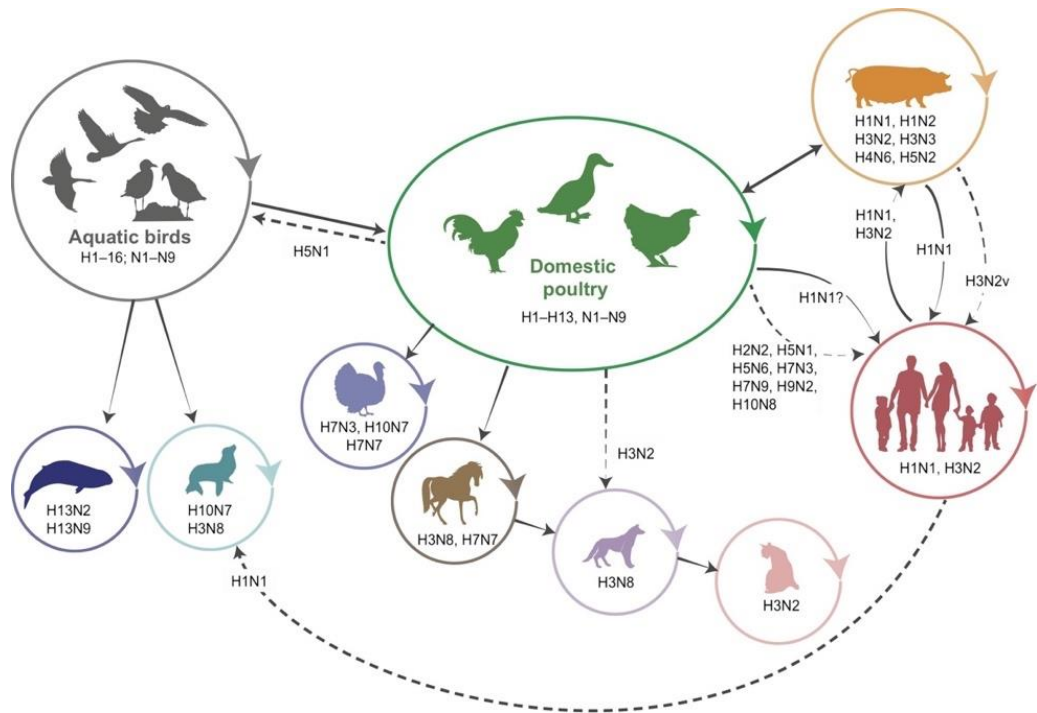 Aquatic birds
H1–16; N1–N9
H5N1
Domestic
poultry
H1–H13, N1–N9
H1N1, H1N2
H3N2, H3N3
H4N6, H5N2
H1N1,
H3N2
H1N1
H3N2v
H1N1?
H2N2, H5N1,
H5N6, H7N3,
H7N9, H9N2,
H10N8
H1N1, H3N2
H7N3, H10N7
H7N7
H3N2
H13N2
H13N9
H10N7
H3N8
H3N8, H7N7
H3N8
H3N2
H1N1